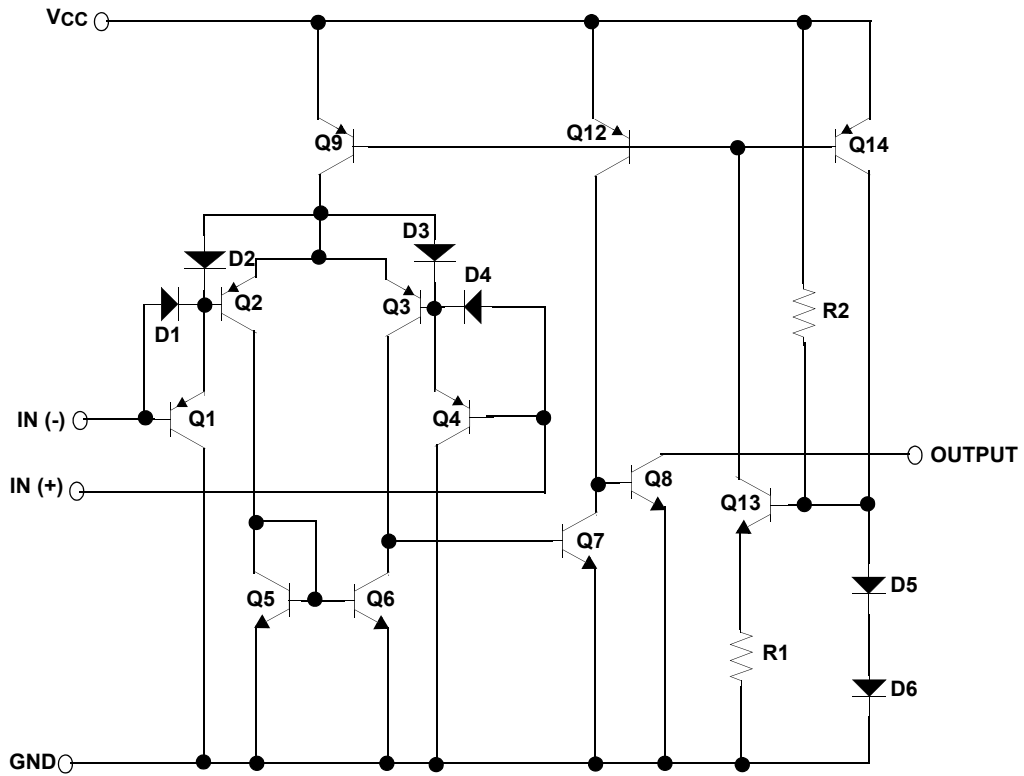 VCC
Q9
Q12
Q14
D3
D2
D4
Q2
Q3
D1
R2
IN (-)
Q1
Q4
OUTPUT
Q8
IN (+)
Q13
Q7
D5
Q5
Q6
R1
D6
GND